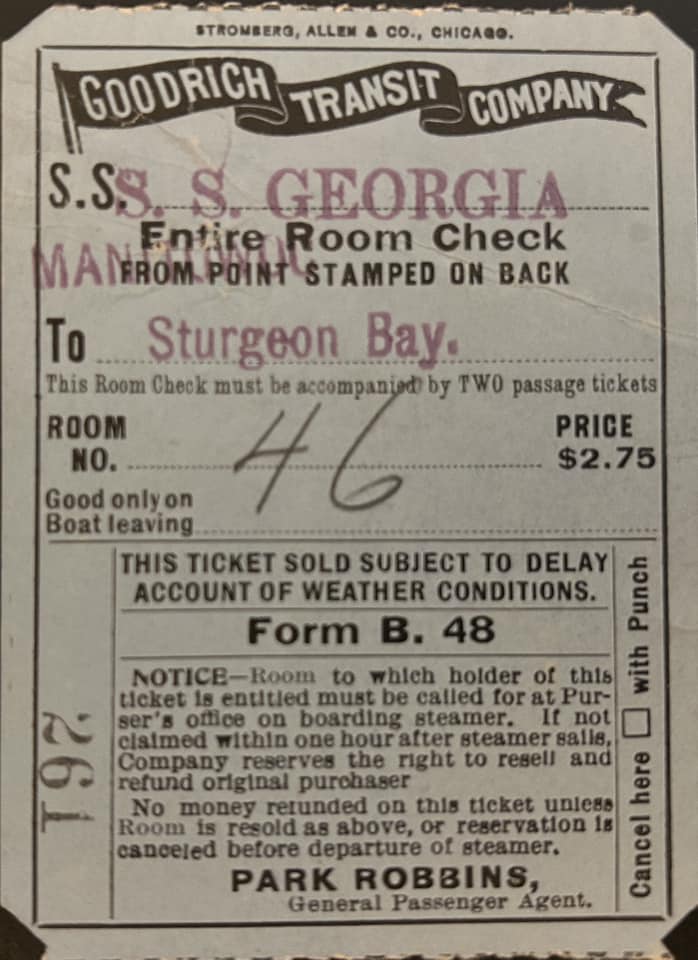 STROMBERG, ALLEN & CO., CHICAGO.
GOODRICH TRANSIT COMPANY
S.S. S. S. GEORGIA
Entire Room Check
MANITOWOC
FROM POINT STAMPED ON BACK
To Sturgeon Bay.
This Room Check must be accompanied by TWO passage tickets
ROOM
NO. 46
PRICE
$2.75
Good only on
Boat leaving
THIS TICKET SOLD SUBJECT TO DELAY
ACCOUNT OF WEATHER CONDITIONS.
Form B. 48
NOTICE—Room to which holder of this
ticket is entitled must be called for at Pur-
ser's office on boarding steamer. If not
claimed within one hour after steamer sails,
Company reserves the right to resell and
refund original purchaser
No money refunded on this ticket unless
Room is resold as above, or reservation is
canceled before departure of steamer.
PARK ROBBINS,
General Passenger Agent.
Cancel here □ with Punch
197